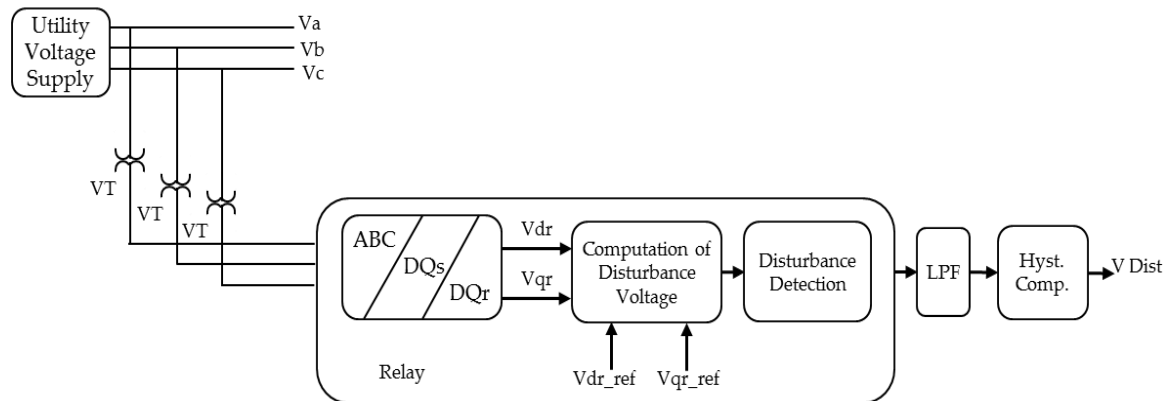 Utility
Voltage
Supply
Va
Vb
Vc
VT
VT
VT
ABC
DQs
DQr
Vdr
Vqr
Computation of
Disturbance
Voltage
Disturbance
Detection
LPF
Hyst.
Comp.
V Dist
Relay
Vdr_ref
Vqr_ref